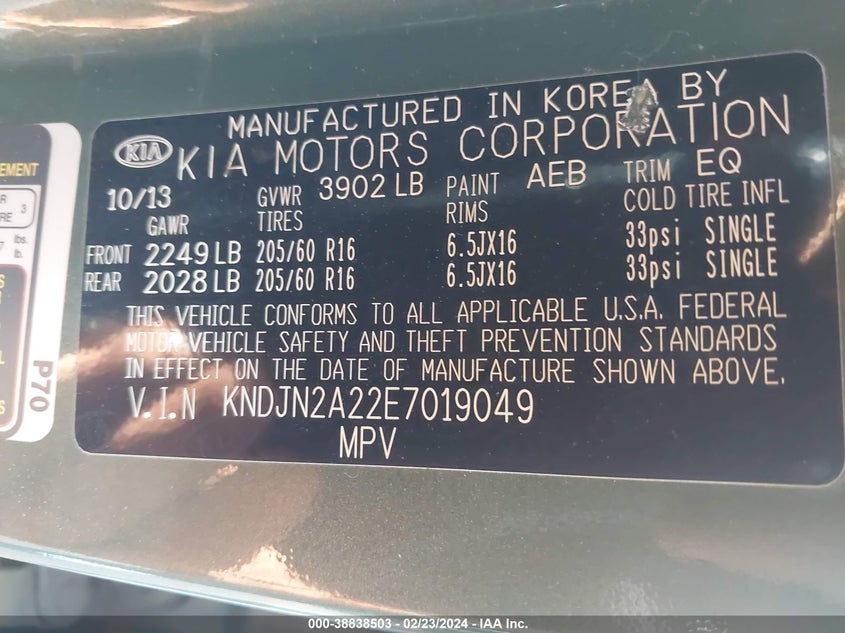 MANUFACTURED IN KOREA BY
KIA KIA MOTORS CORPORATION
10/13 GVWR 3902 LB PAINT AEB TRIM EQ
GAWR TIRES RIMS COLD TIRE INFL
FRONT 2249 LB 205/60 R16 6.5JX16 33psi SINGLE
REAR 2028 LB 205/60 R16 6.5JX16 33psi SINGLE
THIS VEHICLE CONFORMS TO ALL APPLICABLE U.S.A. FEDERAL
MOTOR VEHICLE SAFETY AND THEFT PREVENTION STANDARDS
IN EFFECT ON THE DATE OF MANUFACTURE SHOWN ABOVE.
V.I.N KNDJN2A22E7019049
MPV
3
lbs.
lb.
P70
000-38838503 - 02/23/2024 - IAA Inc.